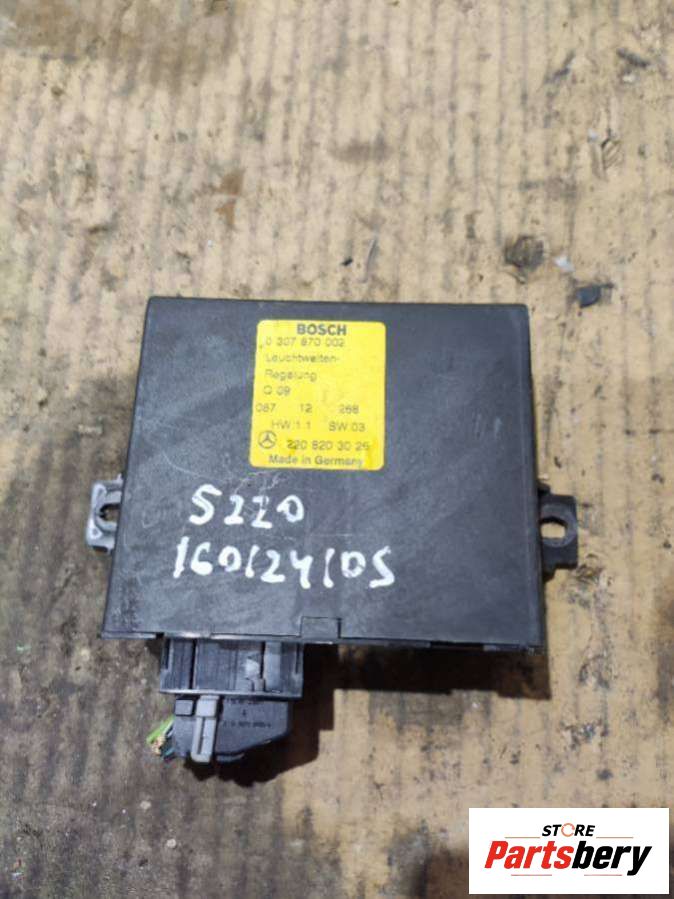 BOSCH
0 307 870 002
Leuchtweiten-
Regelung
Q 09
087 12 268
HW:1.1 SW:03
220 820 30 26
Made in Germany
S220
160124105
STORE
Partsbery